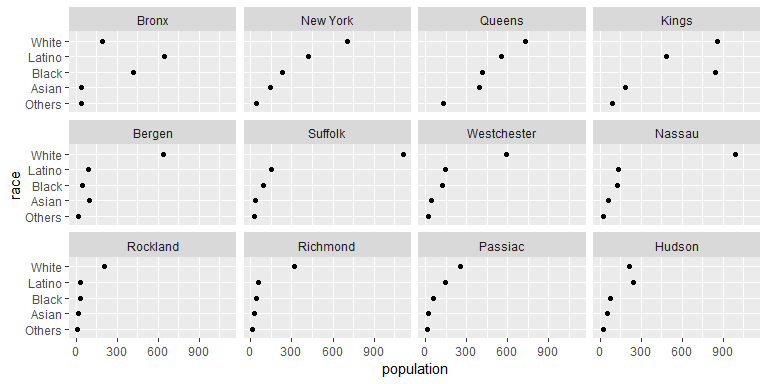 Bronx New York Queens Kings
White
Latino
Black
Asian
Others
Bergen Suffolk Westchester Nassau
White
Latino
Black
Asian
Others
Rockland Richmond Passiac Hudson
White
Latino
Black
Asian
Others
0 300 600 900 0 300 600 900 0 300 600 900 0 300 600 900
population
race